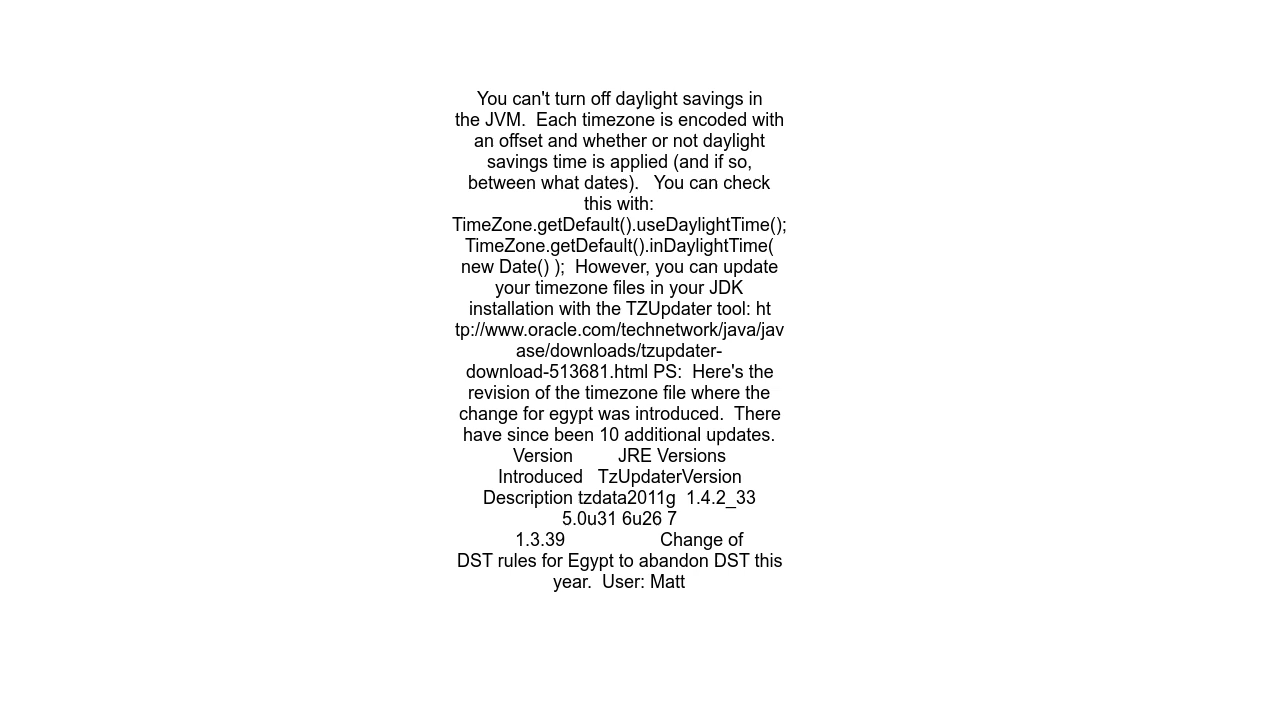 You can't turn off daylight savings in
the JVM.  Each timezone is encoded with
an offset and whether or not daylight
savings time is applied (and if so,
between what dates).   You can check
this with:
TimeZone.getDefault().useDaylightTime();
TimeZone.getDefault().inDaylightTime(
new Date() );  However, you can update
your timezone files in your JDK
installation with the TZUpdater tool: ht
tp://www.oracle.com/technetwork/java/jav
ase/downloads/tzupdater-
download-513681.html PS:  Here's the
revision of the timezone file where the
change for egypt was introduced.  There
have since been 10 additional updates.
Version         JRE Versions
Introduced   TzUpdaterVersion
Description tzdata2011g  1.4.2_33
5.0u31 6u26 7
1.3.39                   Change of
DST rules for Egypt to abandon DST this
year.  User: Matt